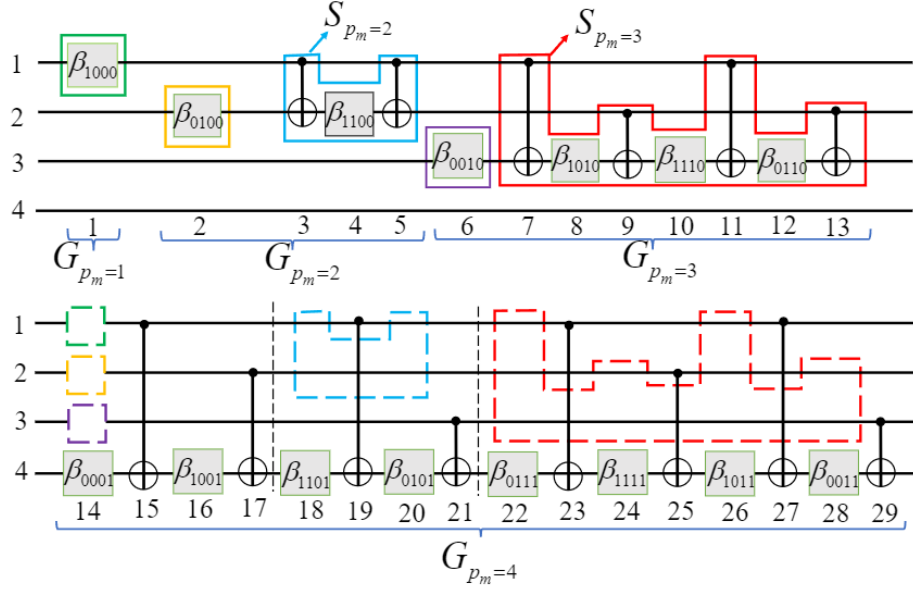 S_{p_m=2} S_{p_m=3}
1 β_{1000}
2 β_{0100} β_{1100}
3 β_{0010} β_{1010} β_{1110} β_{0110}
4
1 2 3 4 5 6 7 8 9 10 11 12 13
G_{p_m=1} G_{p_m=2} G_{p_m=3}
1
2
3
4 β_{0001} β_{1001} β_{1101} β_{0101} β_{0111} β_{1111} β_{1011} β_{0011}
14 15 16 17 18 19 20 21 22 23 24 25 26 27 28 29
G_{p_m=4}